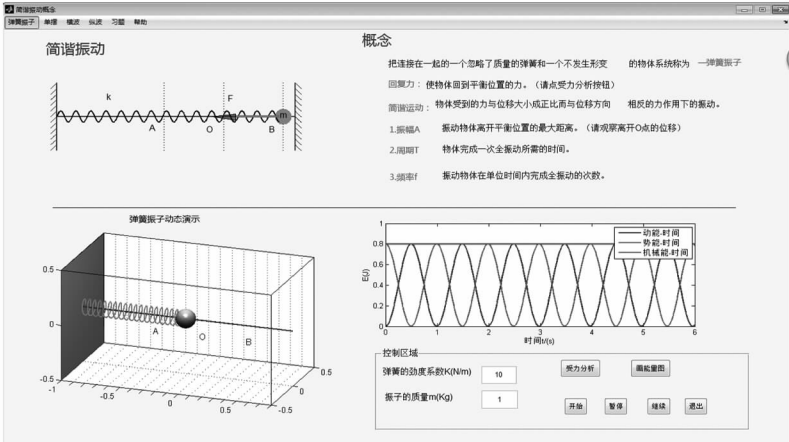 简谐振动概念
弹簧振子 单摆 横波 纵波 习题 帮助
简谐振动
k
F
m
A O B
概念
把连接在一起的一个忽略了质量的弹簧和一个不发生形变 的物体系统称为 一弹簧振子
回复力： 使物体回到平衡位置的力。（请点受力分析按钮）
简谐运动： 物体受到的力与位移大小成正比而与位移方向 相反的力作用下的振动。
1.振幅A 振动物体离开平衡位置的最大距离。（请观察离开O点的位移）
2.周期T 物体完成一次全振动所需的时间。
3.频率f 振动物体在单位时间内完成全振动的次数。
弹簧振子动态演示
0.5
0
-0.5
-1
-0.5
0
0.5
-0.5
0
0.5
A O B
1
0.8
0.6
0.4
0.2
0
E(J)
动能-时间
势能-时间
机械能-时间
0 1 2 3 4 5 6
时间t/(s)
控制区域
弹簧的劲度系数K(N/m) 10 受力分析 画能量图
振子的质量m(Kg) 1 开始 暂停 继续 退出